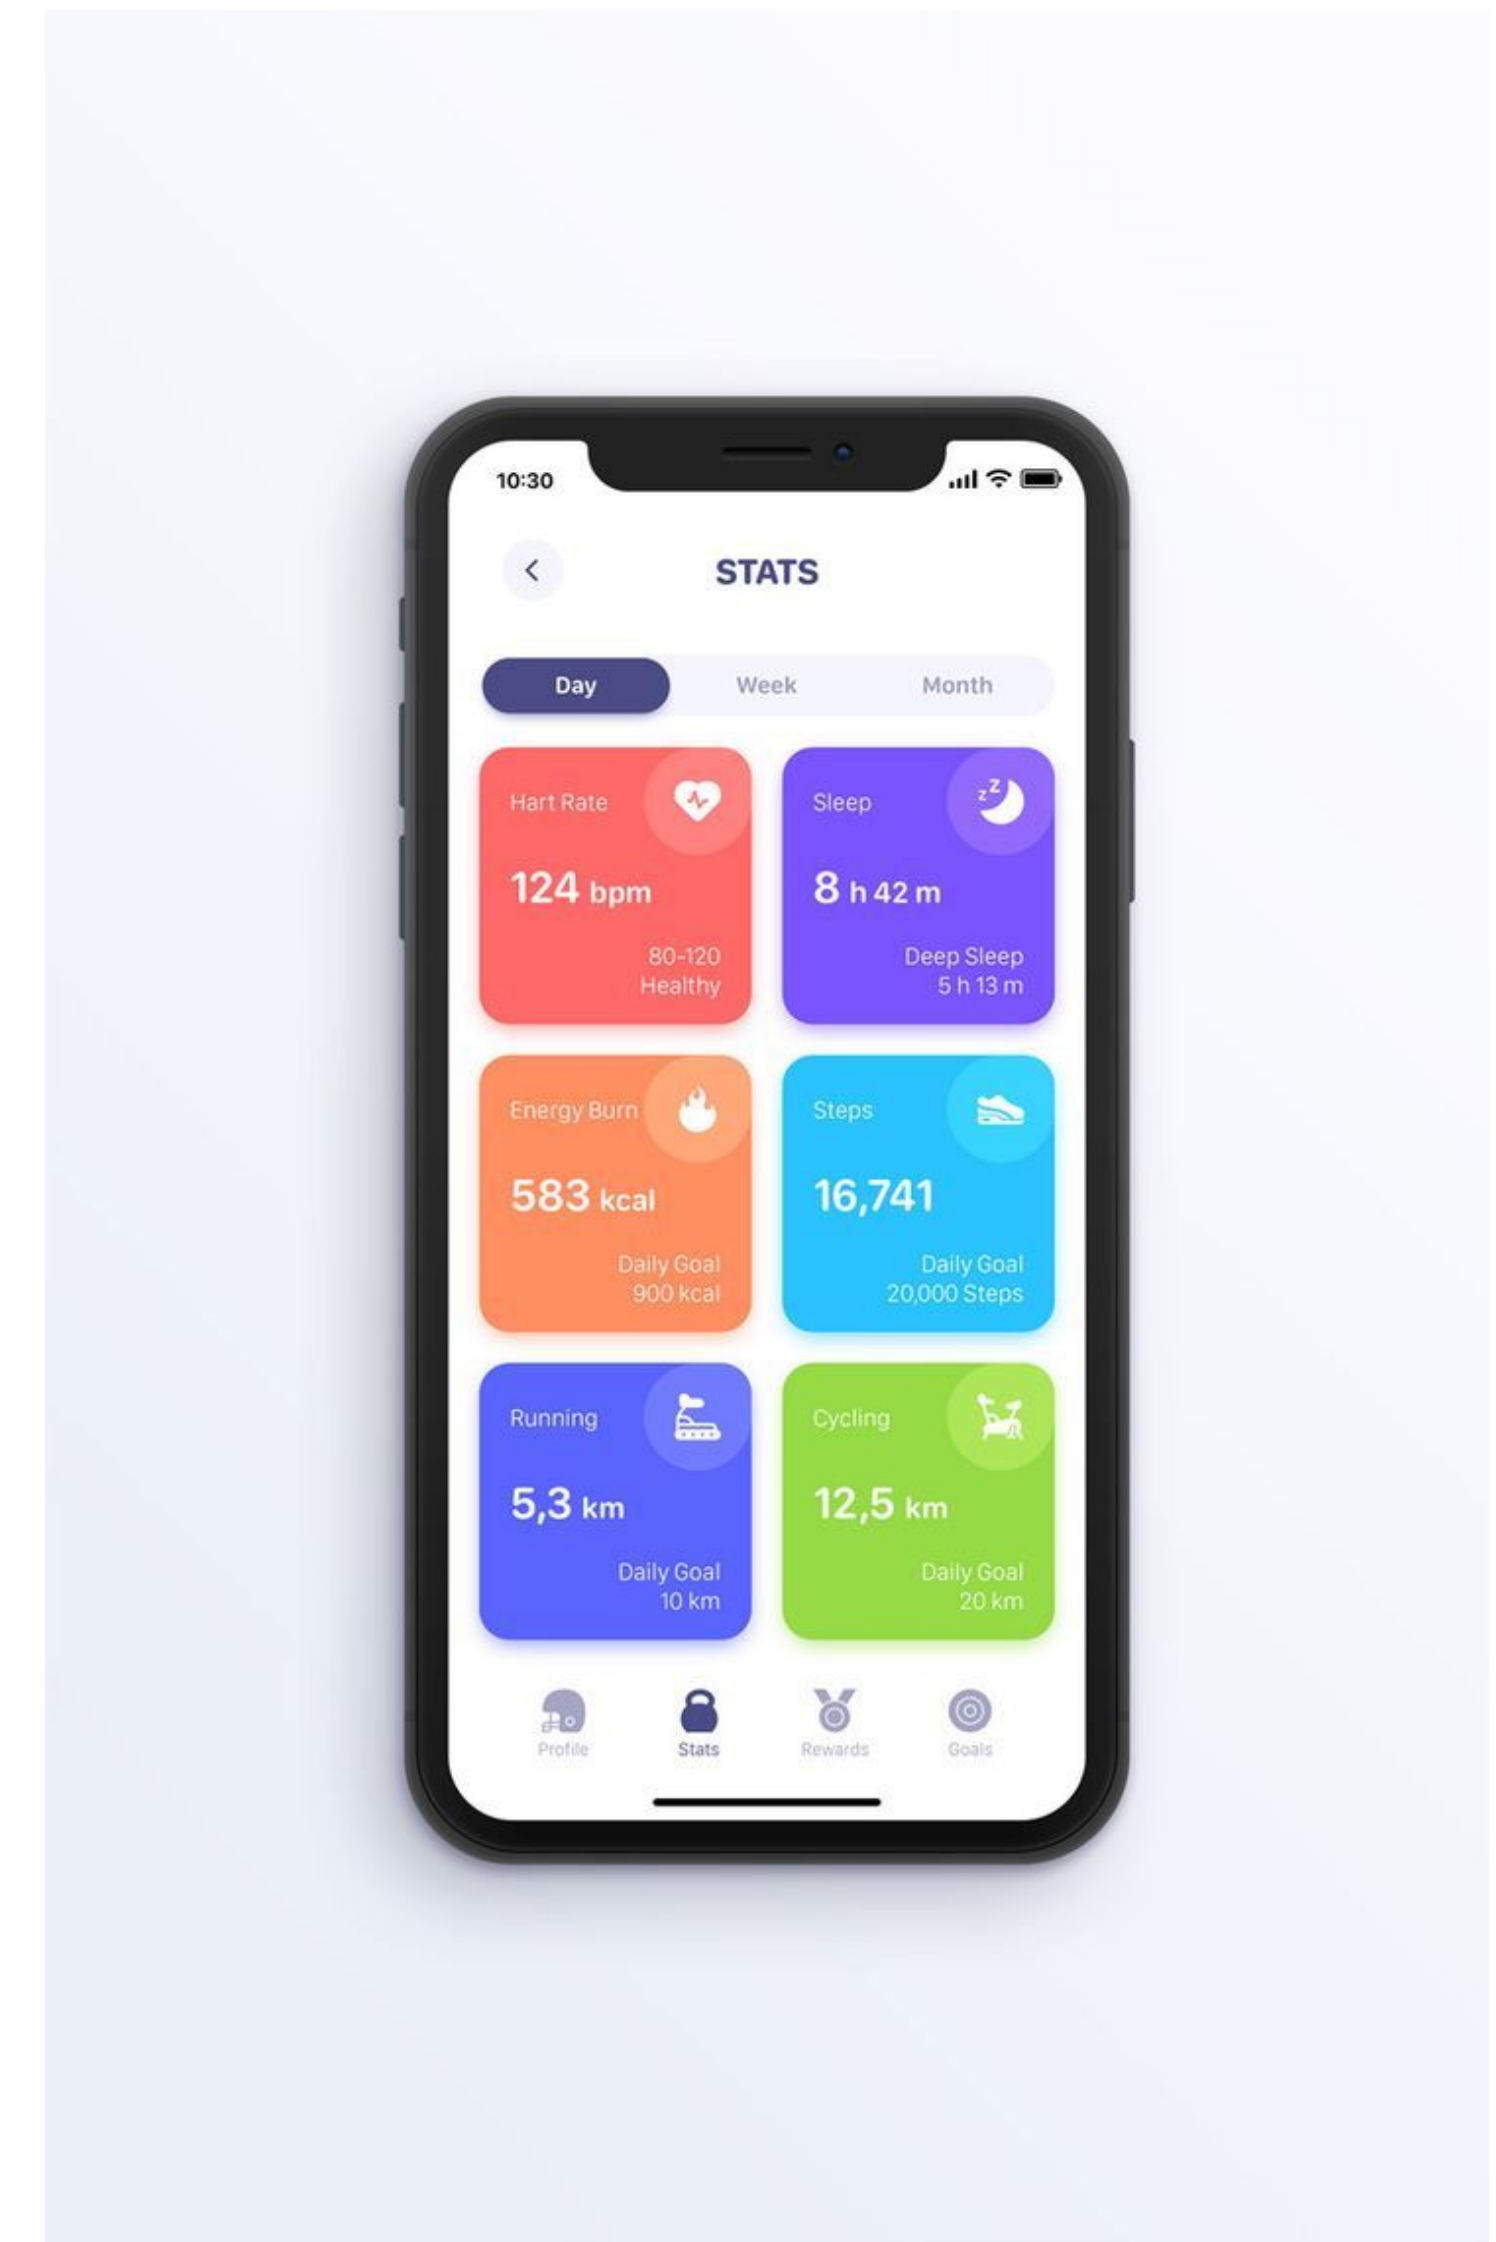 10:30
STATS
Day Week Month
Hart Rate
124 bpm
80-120
Healthy
Sleep
8 h 42 m
Deep Sleep
5 h 13 m
Energy Burn
583 kcal
Daily Goal
900 kcal
Steps
16,741
Daily Goal
20,000 Steps
Running
5,3 km
Daily Goal
10 km
Cycling
12,5 km
Daily Goal
20 km
Profile Stats Rewards Goals